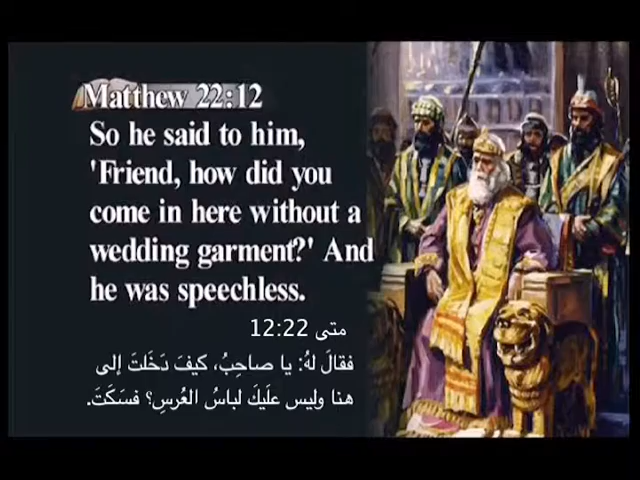 Matthew 22:12
So he said to him,
'Friend, how did you
come in here without a
wedding garment?' And
he was speechless.
متى 12:22
فقالَ لهُ: يا صاحِبُ، كيفَ دَخَلتَ إلى
هنا وليس علَيكَ لباسُ العُرسِ؟ فسَكَتَ.